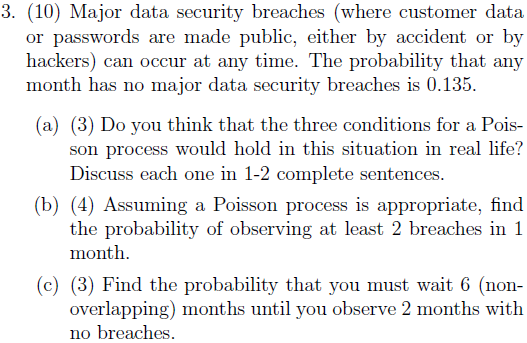 3. (10) Major data security breaches (where customer data
or passwords are made public, either by accident or by
hackers) can occur at any time. The probability that any
month has no major data security breaches is 0.135.
(a) (3) Do you think that the three conditions for a Pois-
son process would hold in this situation in real life?
Discuss each one in 1-2 complete sentences.
(b) (4) Assuming a Poisson process is appropriate, find
the probability of observing at least 2 breaches in 1
month.
(c) (3) Find the probability that you must wait 6 (non-
overlapping) months until you observe 2 months with
no breaches.